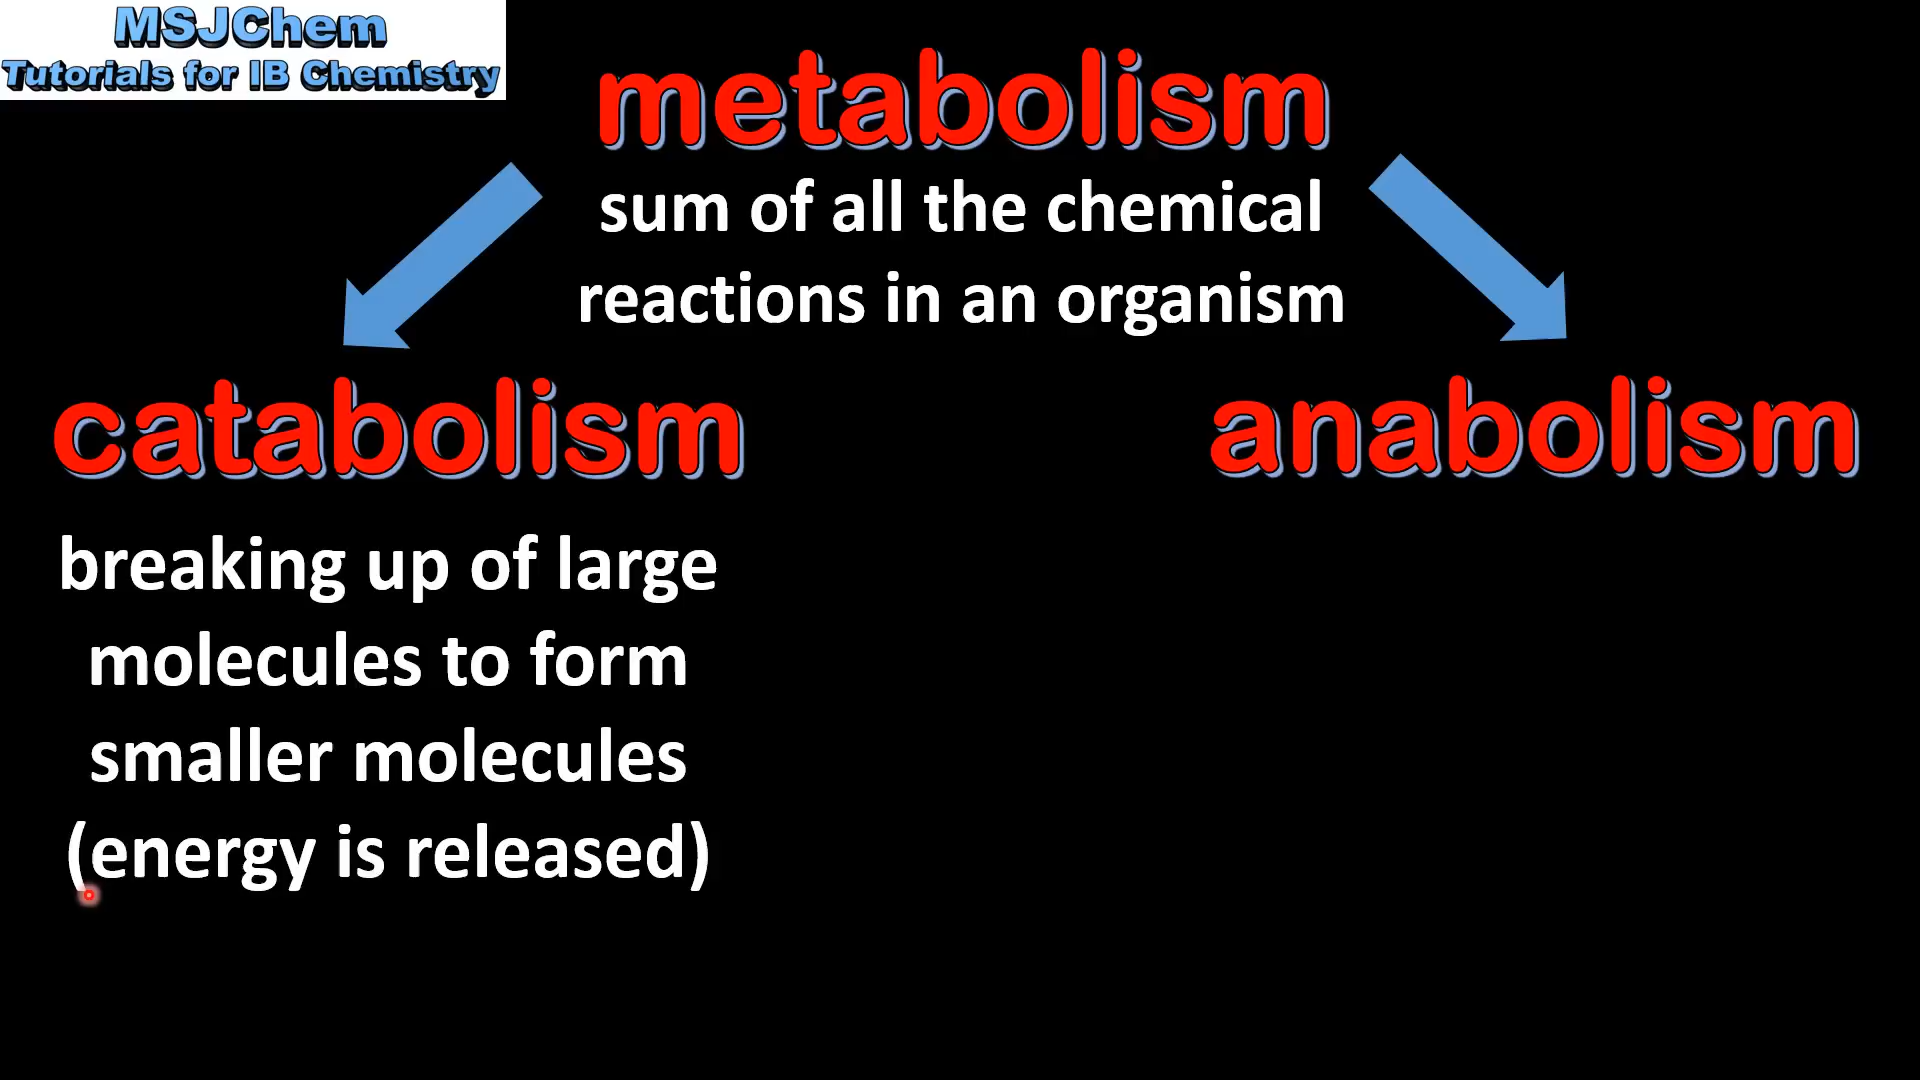 MSJChem
Tutorials for IB Chemistry
metabolism
sum of all the chemical
reactions in an organism
catabolism
anabolism
breaking up of large
molecules to form
smaller molecules
(energy is released)